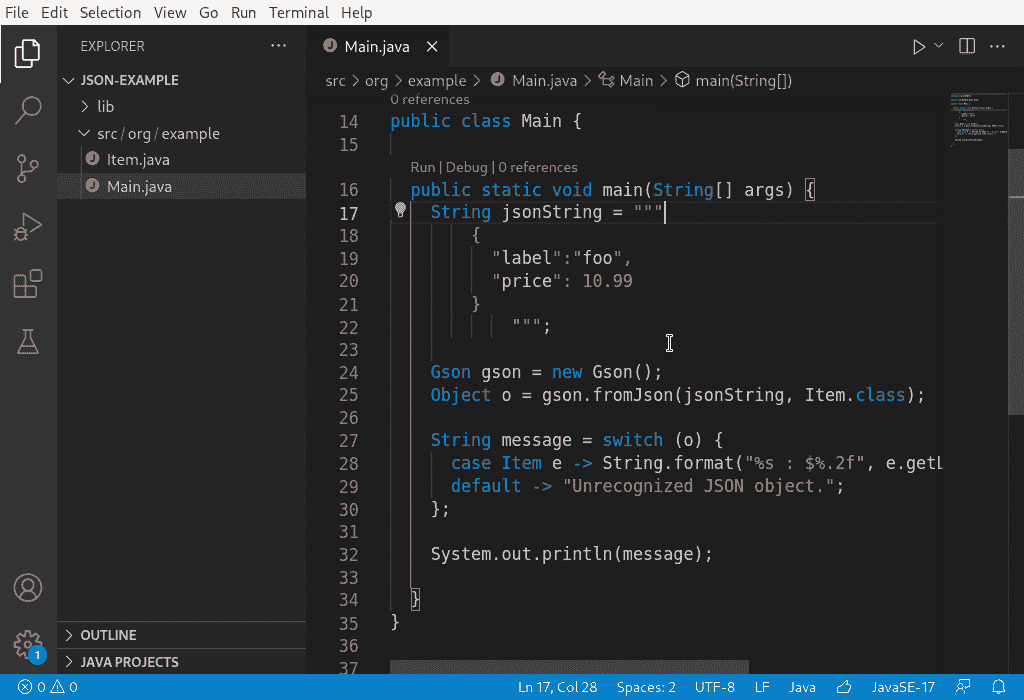 File Edit Selection View Go Run Terminal Help
EXPLORER
JSON-EXAMPLE
lib
src/org/example
Item.java
Main.java
OUTLINE
JAVA PROJECTS
1
Main.java
src > org > example > Main.java > Main > main(String[])
0 references
14 public class Main {
15
Run | Debug | 0 references
16 public static void main(String[] args) {
17 String jsonString = """
18 {
19 "label":"foo",
20 "price": 10.99
21 }
22 """;
23
24 Gson gson = new Gson();
25 Object o = gson.fromJson(jsonString, Item.class);
26
27 String message = switch (o) {
28 case Item e -> String.format("%s : $%.2f", e.getL
29 default -> "Unrecognized JSON object.";
30 };
31
32 System.out.println(message);
33
34 }
35 }
36
37
0 0 Ln 17, Col 28 Spaces: 2 UTF-8 LF Java JavaSE-17